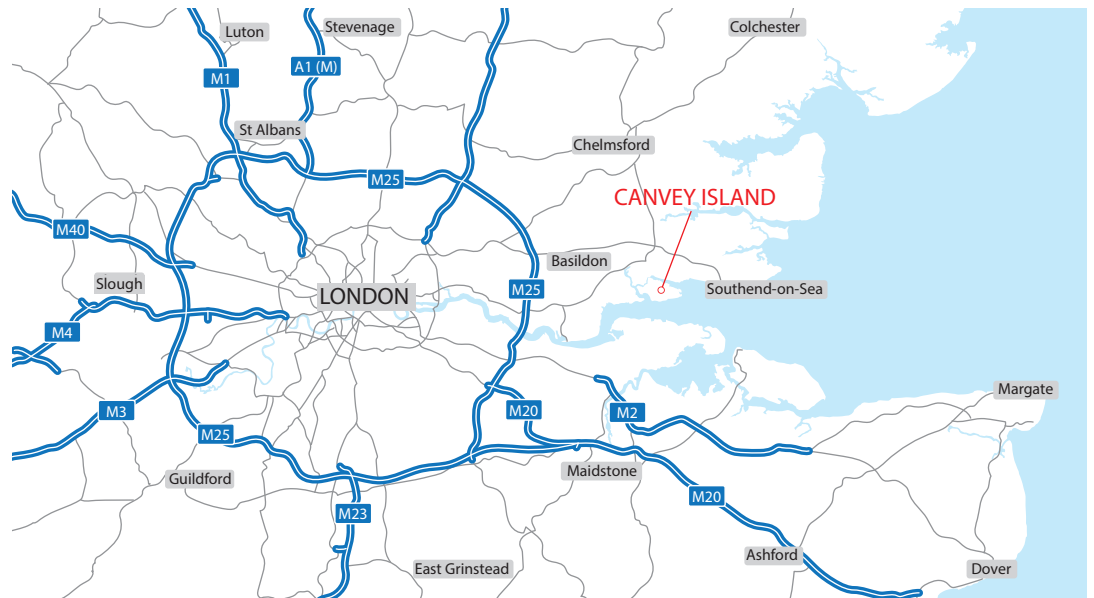 Luton
Stevenage
Colchester
A1 (M)
M1
St Albans
Chelmsford
M25
CANVEY ISLAND
M40
Basildon
Slough
M25
Southend-on-Sea
LONDON
M4
Margate
M3
M20
M2
M25
Maidstone
Guildford
M20
M23
Ashford
East Grinstead
Dover